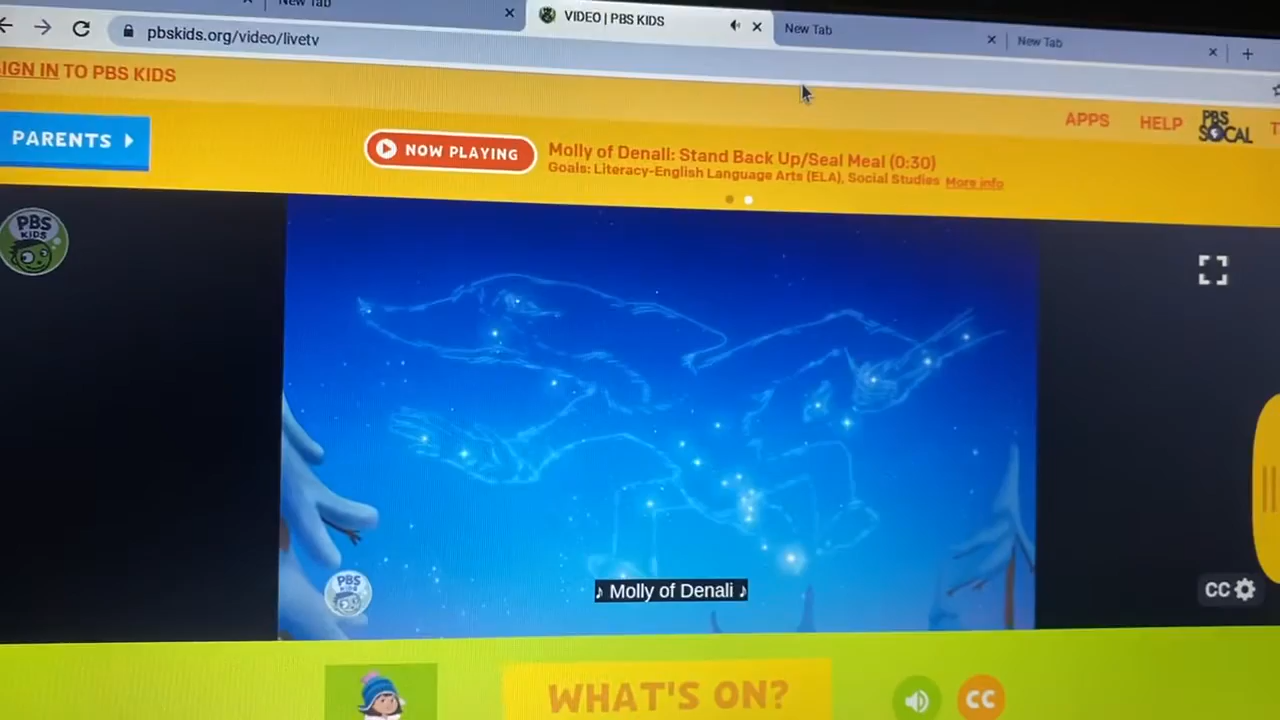 New Tab
VIDEO | PBS KIDS
New Tab
New Tab
pbskids.org/video/livetv
SIGN IN TO PBS KIDS
PARENTS
NOW PLAYING
Molly of Denali: Stand Back Up/Seal Meal (0:30)
Goals: Literacy-English Language Arts (ELA), Social Studies More info
APPS
HELP
PBS
SOCAL
PBS
KIDS
PBS
KIDS
♪ Molly of Denali ♪
CC
WHAT'S ON?
CC